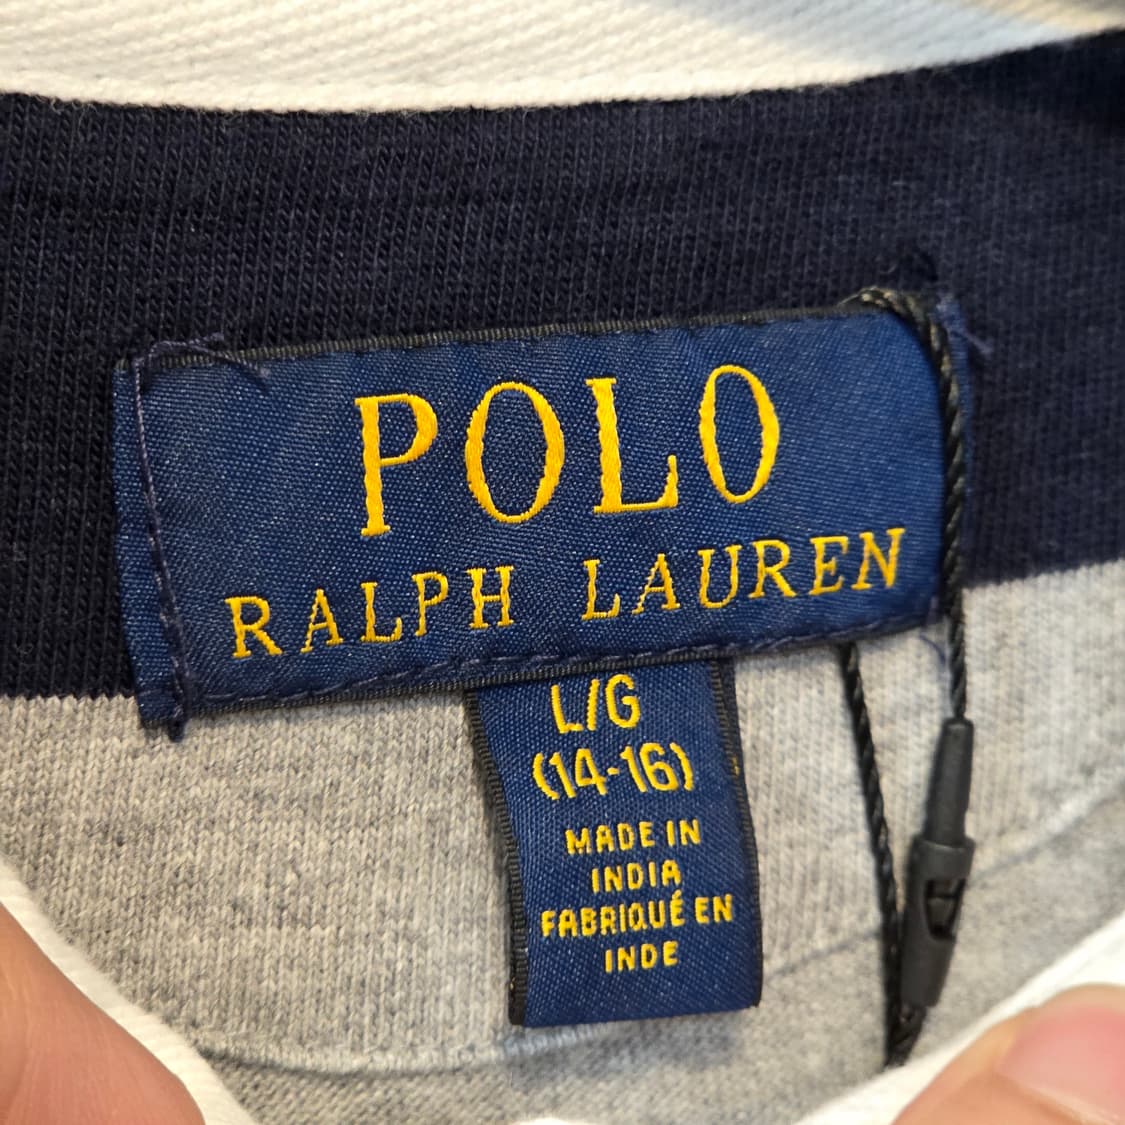 POLO
RALPH LAUREN
L/G
(14-16)
MADE IN
INDIA
FABRIQUÉ EN
INDE